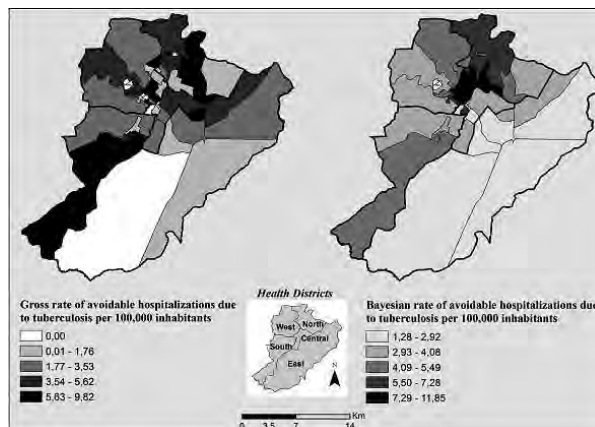 Gross rate of avoidable hospitalizations due
to tuberculosis per 100,000 inhabitants
0,00
0,01 - 1,76
1,77 - 3,53
3,54 - 5,62
5,63 - 9,82
Health Districts
West
North
Central
South
East
N
Km
0 3,5 7 14
Bayesian rate of avoidable hospitalizations due
to tuberculosis per 100,000 inhabitants
1,28 - 2,92
2,93 - 4,08
4,09 - 5,49
5,50 - 7,28
7,29 - 11,85